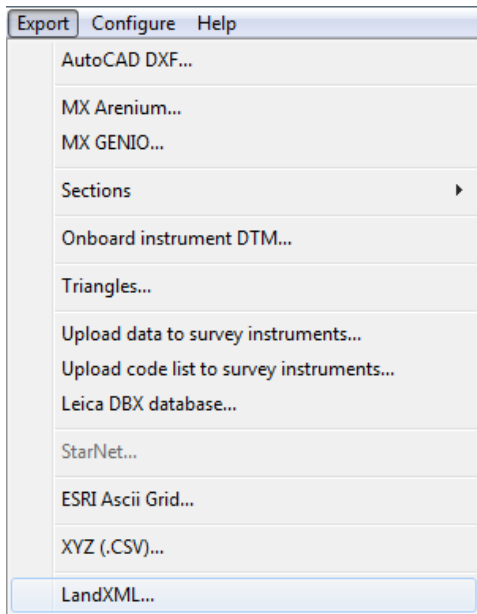 Export Configure Help
AutoCAD DXF...
MX Arenium...
MX GENIO...
Sections
Onboard instrument DTM...
Triangles...
Upload data to survey instruments...
Upload code list to survey instruments...
Leica DBX database...
StarNet...
ESRI Ascii Grid...
XYZ (.CSV)...
LandXML...